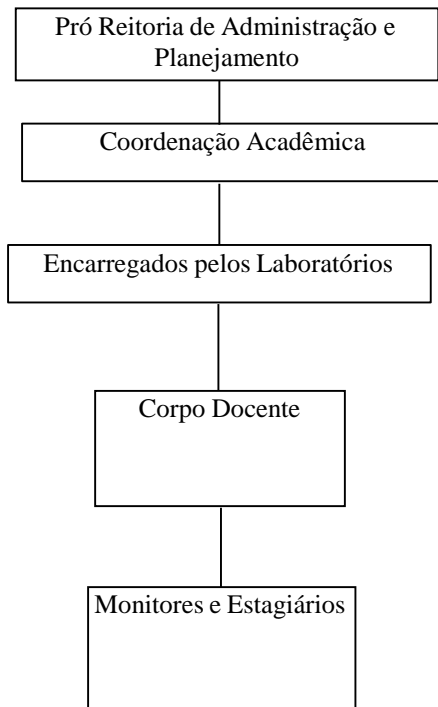 Pró Reitoria de Administração e
Planejamento
Coordenação Acadêmica
Encarregados pelos Laboratórios
Corpo Docente
Monitores e Estagiários